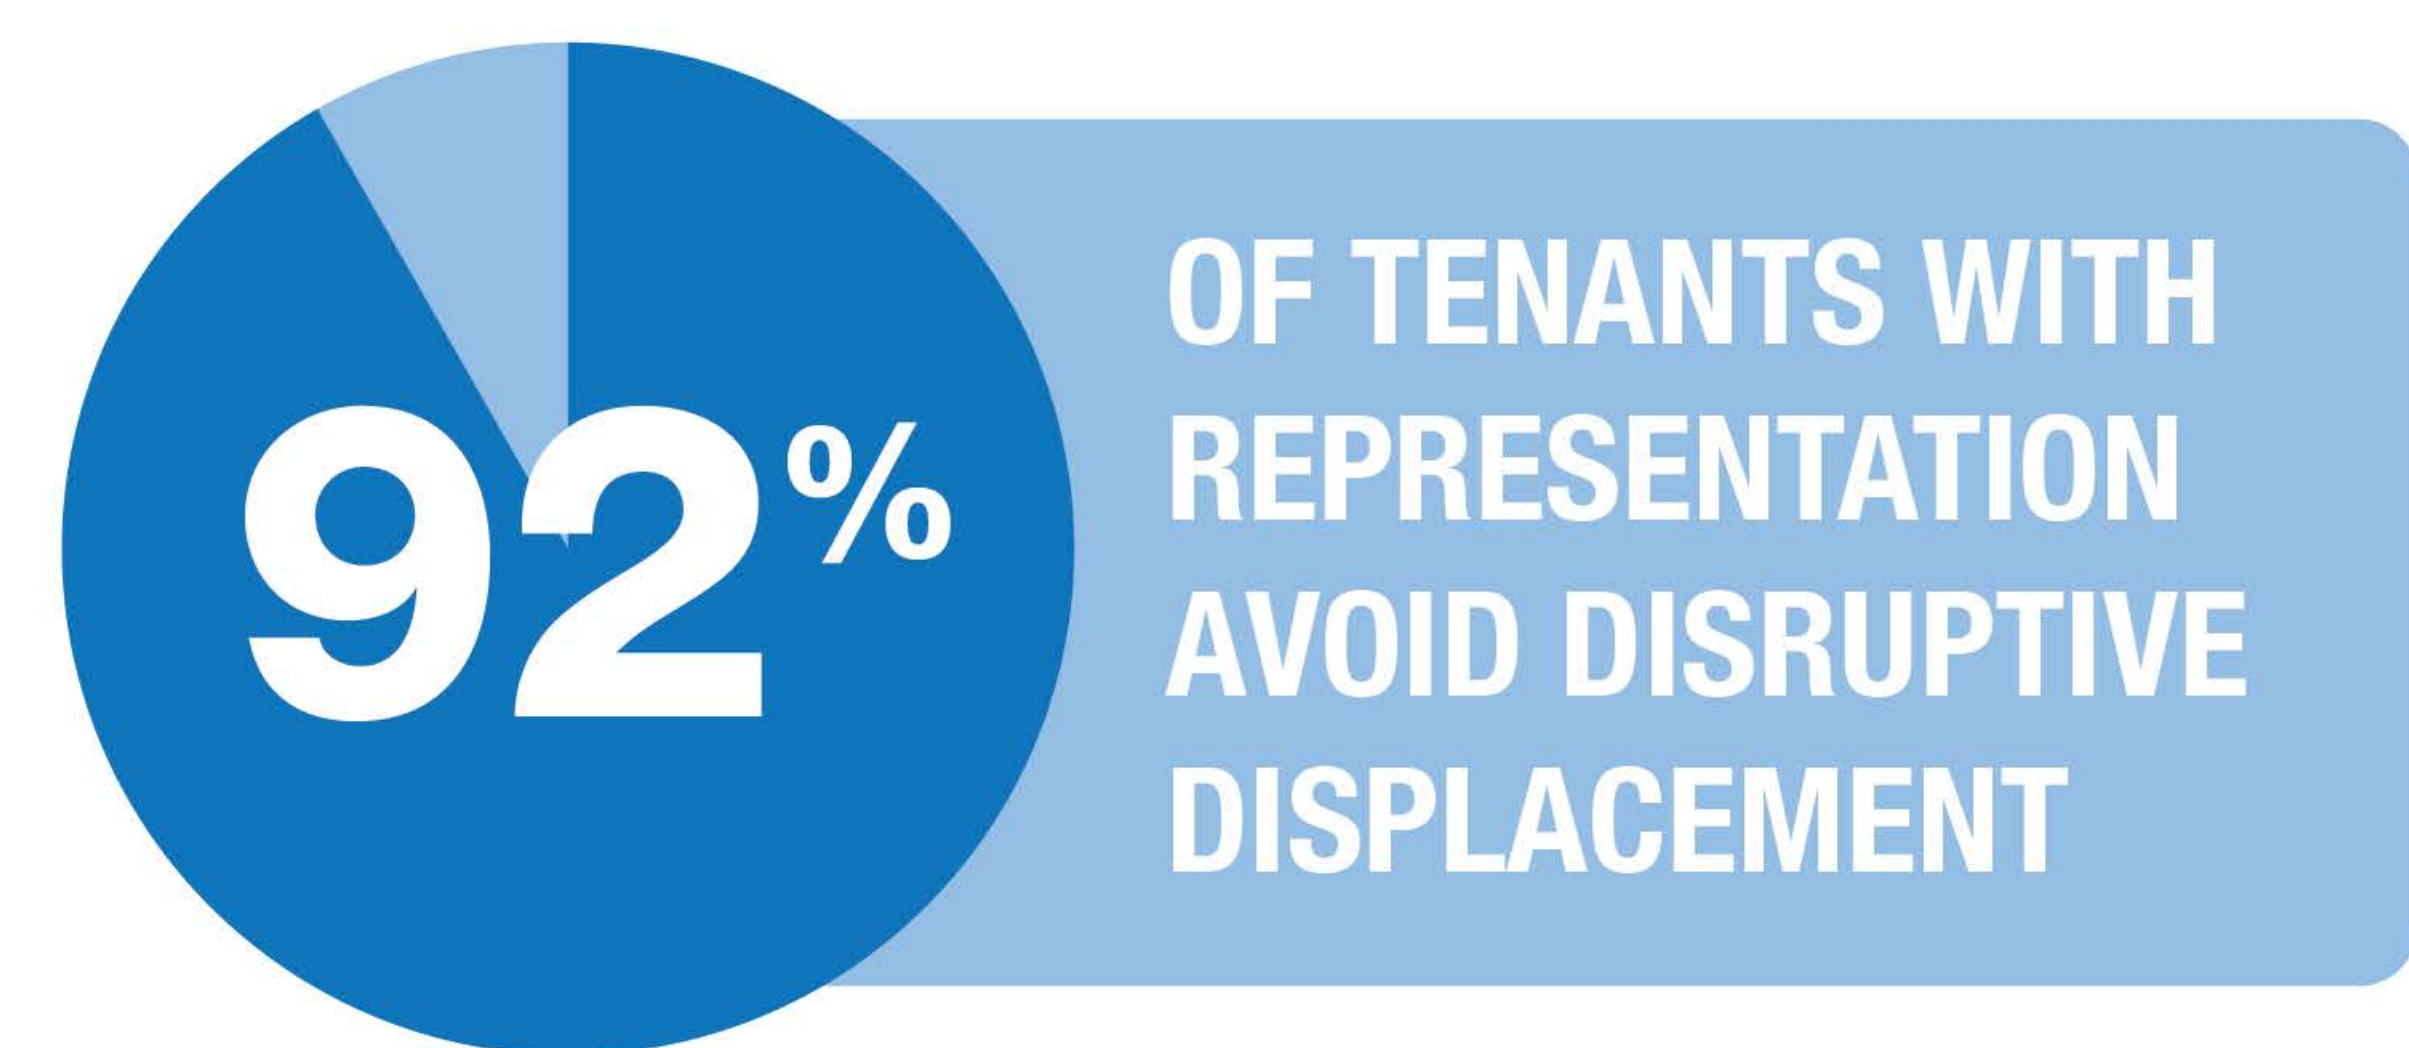 92%
OF TENANTS WITH
REPRESENTATION
AVOID DISRUPTIVE
DISPLACEMENT